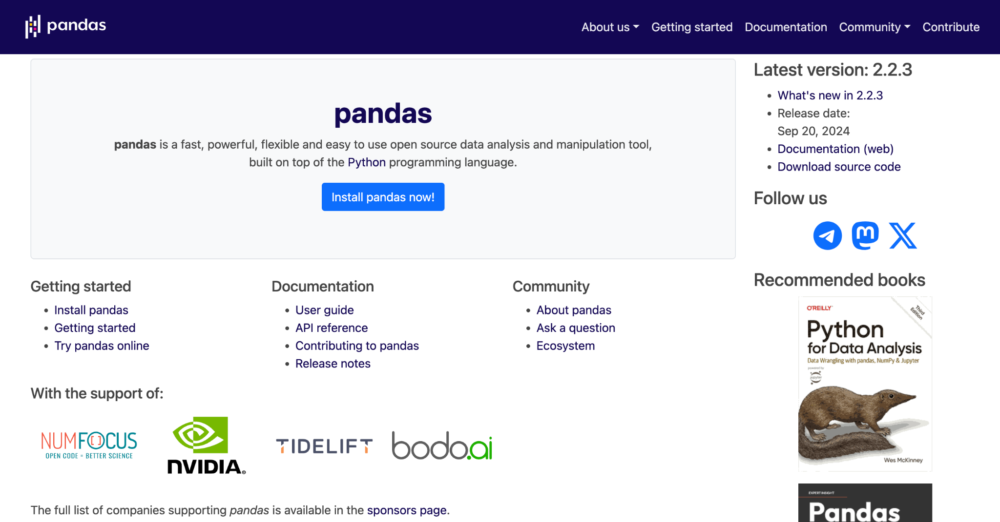 pandas
About us
Getting started
Documentation
Community
Contribute
pandas
pandas is a fast, powerful, flexible and easy to use open source data analysis and manipulation tool,
built on top of the Python programming language.
Install pandas now!
Getting started
Install pandas
Getting started
Try pandas online
Documentation
User guide
API reference
Contributing to pandas
Release notes
Community
About pandas
Ask a question
Ecosystem
With the support of:
NUMFOCUS
OPEN CODE = BETTER SCIENCE
NVIDIA®
TIDELIFT
bodo.ai
The full list of companies supporting pandas is available in the sponsors page.
Latest version: 2.2.3
What's new in 2.2.3
Release date:
Sep 20, 2024
Documentation (web)
Download source code
Follow us
Recommended books
O'REILLY®
Third
Edition
Python
for Data Analysis
Data Wrangling with pandas, NumPy & Jupyter
powered by
jupyter
Wes McKinney
EXPERT INSIGHT
Pandas